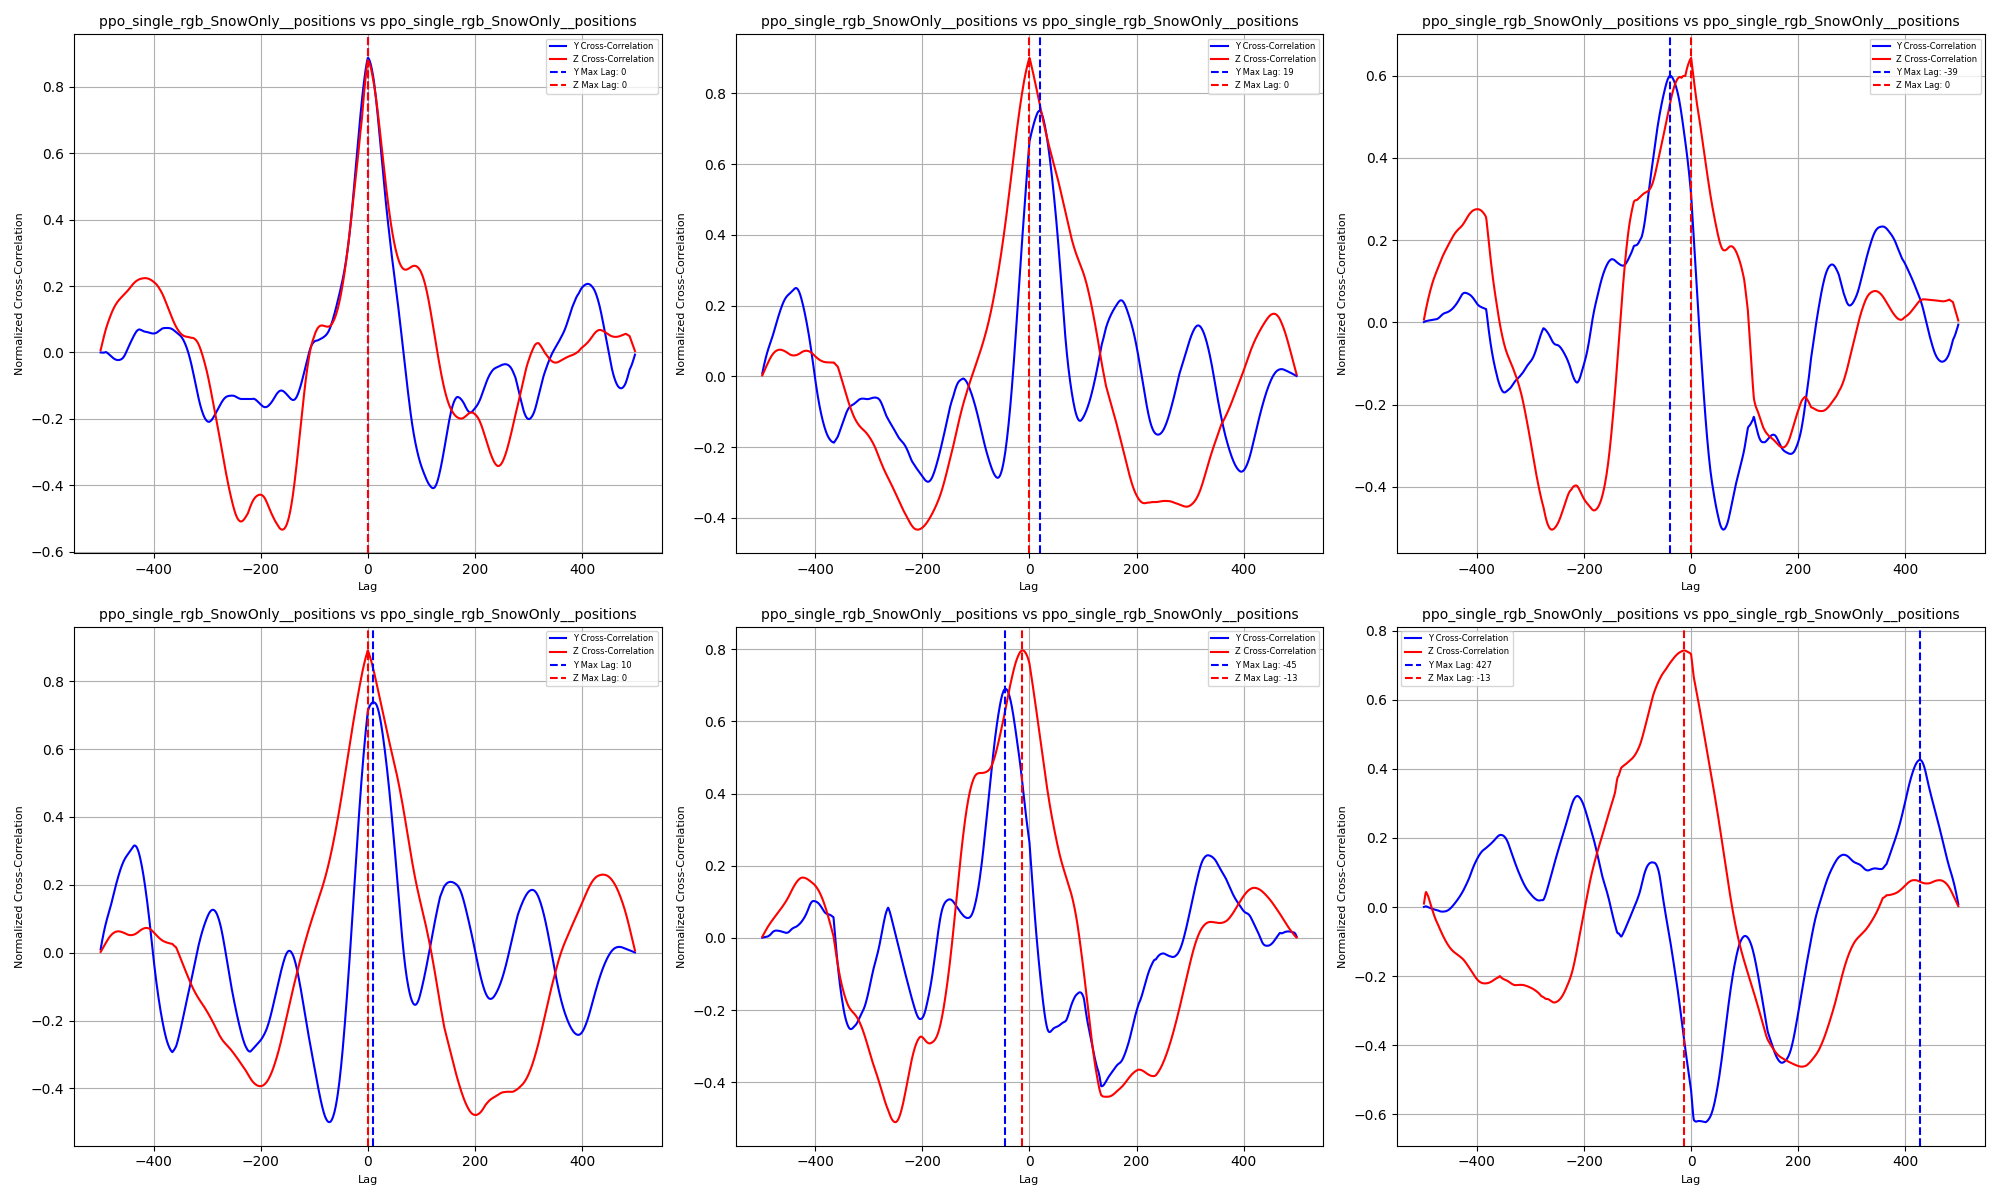 ppo_single_rgb_SnowOnly__positions vs ppo_single_rgb_SnowOnly__positions
Y Cross-Correlation
Z Cross-Correlation
Y Max Lag: 0
Z Max Lag: 0
Normalized Cross-Correlation
0.8
0.6
0.4
0.2
0.0
−0.2
−0.4
−0.6
−400 −200 0 200 400
Lag
ppo_single_rgb_SnowOnly__positions vs ppo_single_rgb_SnowOnly__positions
Y Cross-Correlation
Z Cross-Correlation
Y Max Lag: 19
Z Max Lag: 0
Normalized Cross-Correlation
0.8
0.6
0.4
0.2
0.0
−0.2
−0.4
−400 −200 0 200 400
Lag
ppo_single_rgb_SnowOnly__positions vs ppo_single_rgb_SnowOnly__positions
Y Cross-Correlation
Z Cross-Correlation
Y Max Lag: -39
Z Max Lag: 0
Normalized Cross-Correlation
0.6
0.4
0.2
0.0
−0.2
−0.4
−400 −200 0 200 400
Lag
ppo_single_rgb_SnowOnly__positions vs ppo_single_rgb_SnowOnly__positions
Y Cross-Correlation
Z Cross-Correlation
Y Max Lag: 10
Z Max Lag: 0
Normalized Cross-Correlation
0.8
0.6
0.4
0.2
0.0
−0.2
−0.4
−400 −200 0 200 400
Lag
ppo_single_rgb_SnowOnly__positions vs ppo_single_rgb_SnowOnly__positions
Y Cross-Correlation
Z Cross-Correlation
Y Max Lag: -45
Z Max Lag: -13
Normalized Cross-Correlation
0.8
0.6
0.4
0.2
0.0
−0.2
−0.4
−400 −200 0 200 400
Lag
ppo_single_rgb_SnowOnly__positions vs ppo_single_rgb_SnowOnly__positions
Y Cross-Correlation
Z Cross-Correlation
Y Max Lag: 427
Z Max Lag: -13
Normalized Cross-Correlation
0.8
0.6
0.4
0.2
0.0
−0.2
−0.4
−0.6
−400 −200 0 200 400
Lag